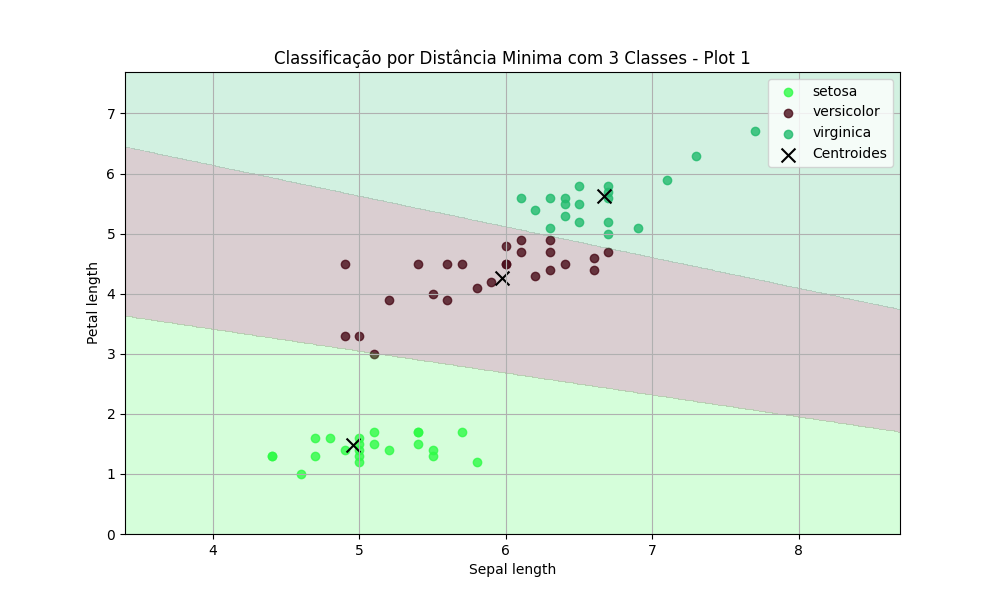 Classificação por Distância Minima com 3 Classes - Plot 1
setosa
versicolor
virginica
Centroides
Petal length
7
6
5
4
3
2
1
0
4
5
6
7
8
Sepal length